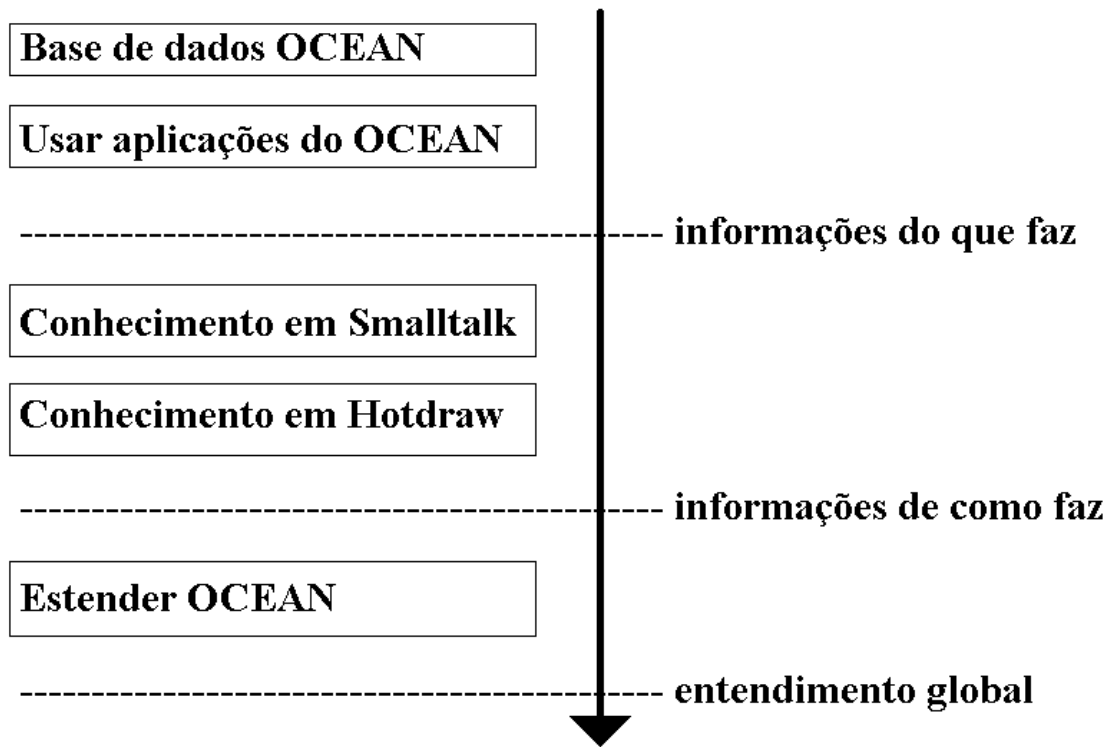 Base de dados OCEAN
Usar aplicações do OCEAN
informações do que faz
Conhecimento em Smalltalk
Conhecimento em Hotdraw
informações de como faz
Estender OCEAN
entendimento global